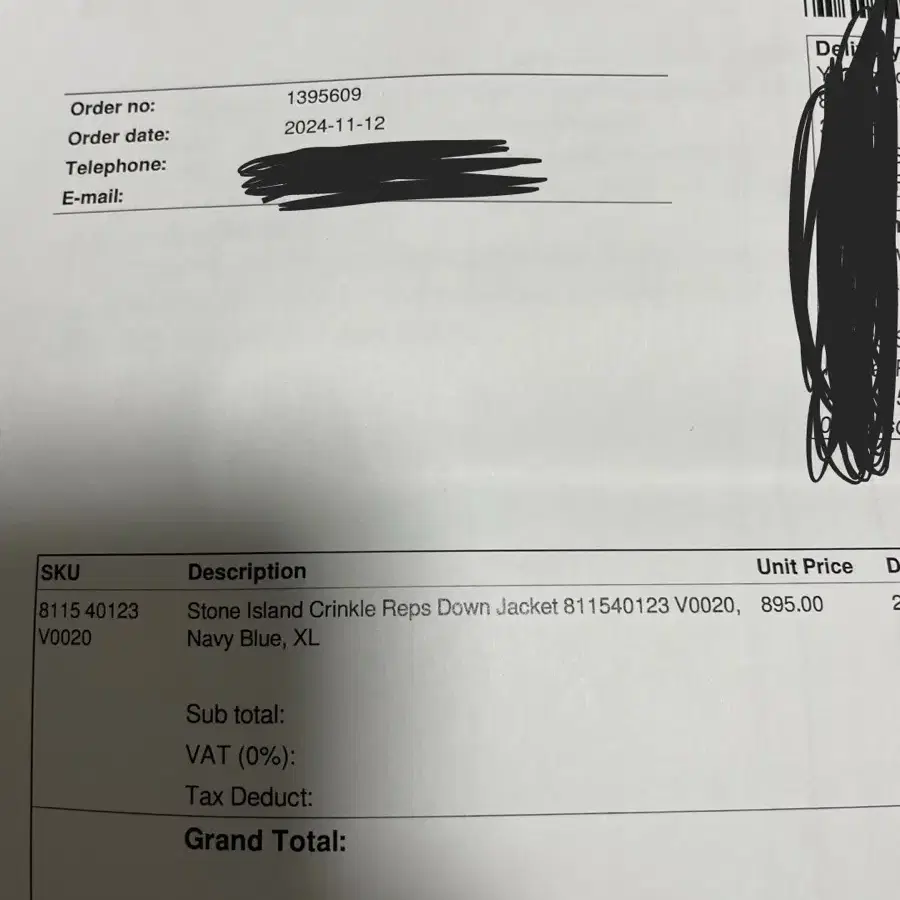 Order no: 1395609
Order date: 2024-11-12
Telephone:
E-mail:
SKU Description Unit Price
8115 40123 Stone Island Crinkle Reps Down Jacket 811540123 V0020, 895.00
V0020 Navy Blue, XL
Sub total:
VAT (0%):
Tax Deduct:
Grand Total: